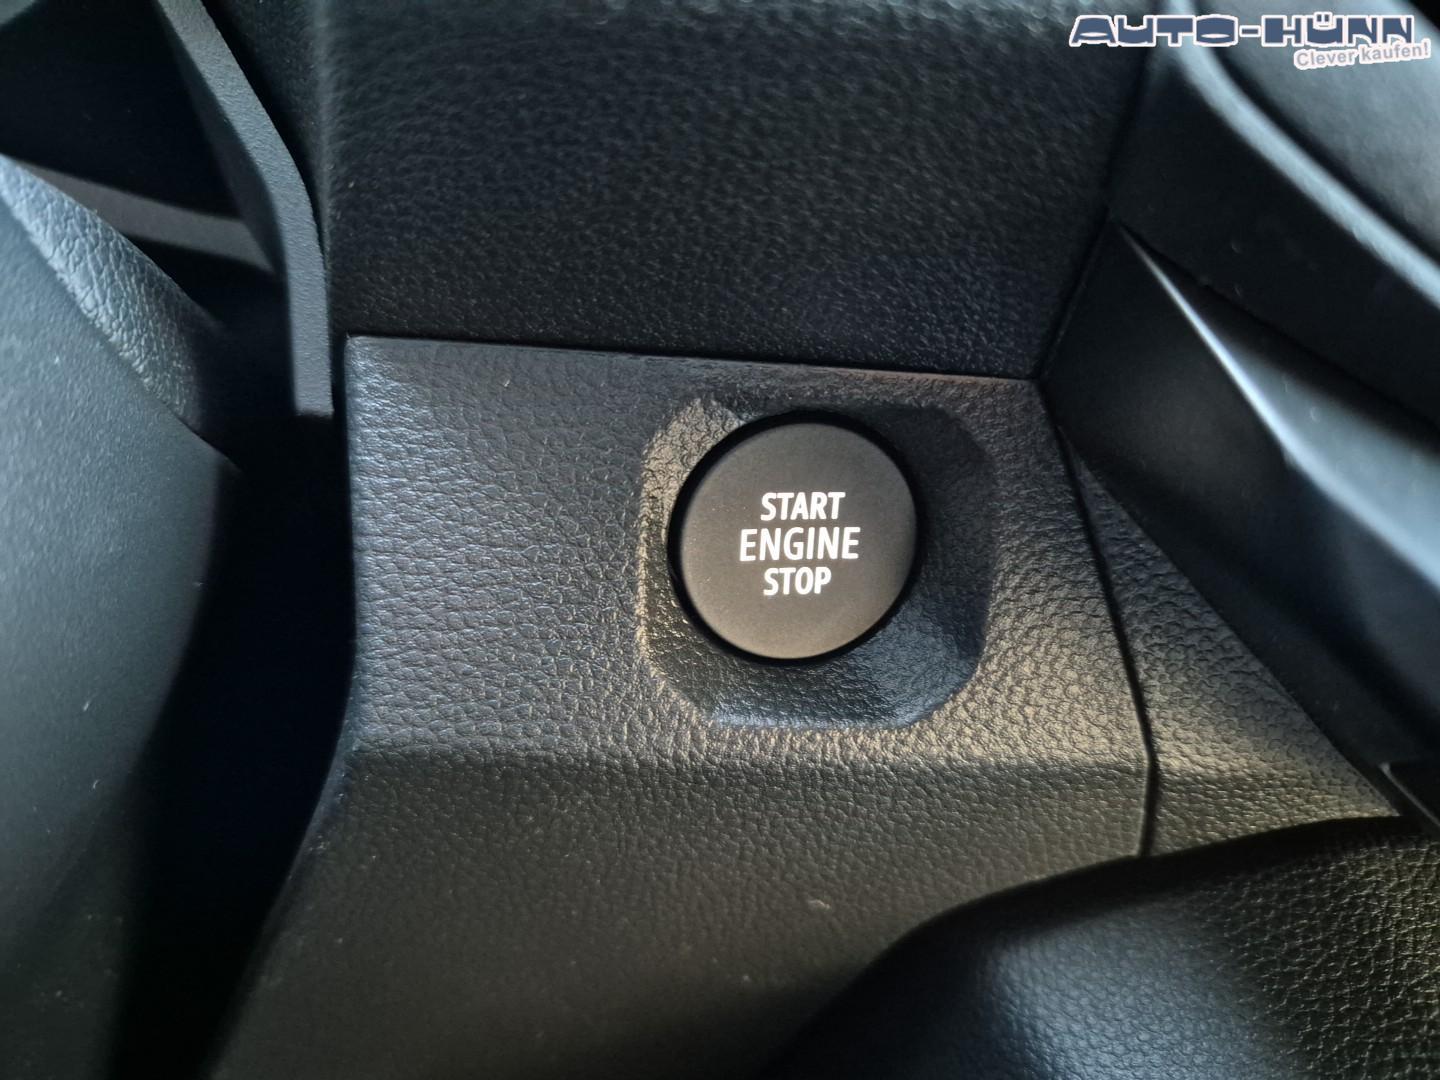 AUTO-HÜNN
Clever kaufen!
START
ENGINE
STOP